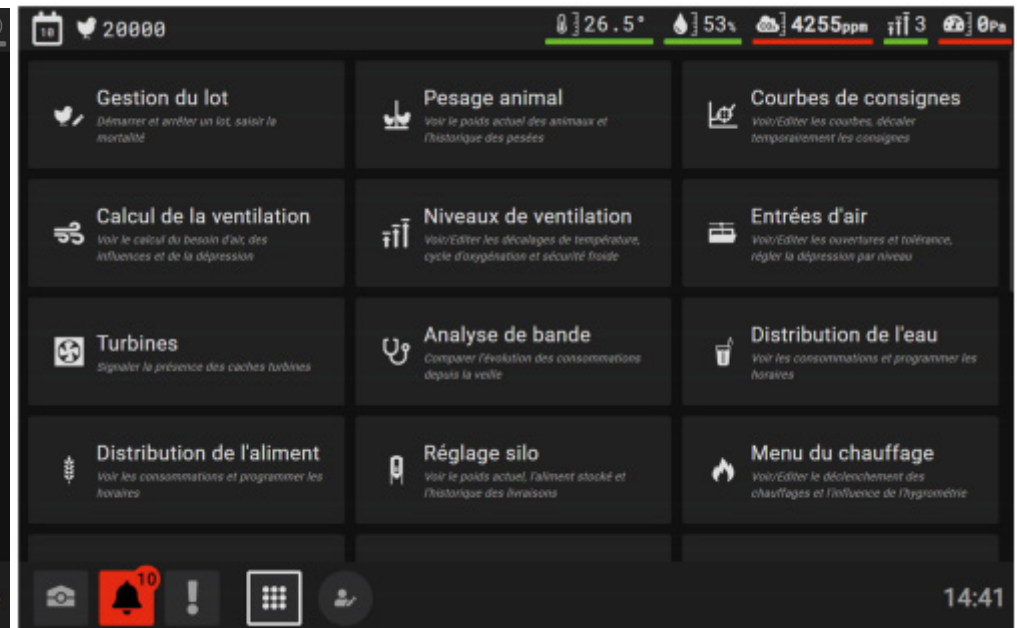 10 20000 26.5° 53% 4255ppm 3 0Pa
Gestion du lot
Démarrer et arrêter un lot, saisir la
mortalité
Pesage animal
Voir le poids actuel des animaux et
l'historique des pesées
Courbes de consignes
Voir/Editer les courbes, décaler
temporairement les consignes
Calcul de la ventilation
Voir le calcul du besoin d'air, des
influences et de la dépression
Niveaux de ventilation
Voir/Editer les décalages de température,
cycle d'oxygénation et sécurité froide
Entrées d'air
Voir/Editer les ouvertures et tolérance,
régler la dépression par niveau
Turbines
Signaler la présence des caches turbines
Analyse de bande
Comparer l'évolution des consommations
depuis la veille
Distribution de l'eau
Voir les consommations et programmer les
horaires
Distribution de l'aliment
Voir les consommations et programmer les
horaires
Réglage silo
Voir le poids actuel, l'aliment stocké et
l'historique des livraisons
Menu du chauffage
Voir/Editer le déclenchement des
chauffages et l'influence de l'hygrométrie
10
14:41